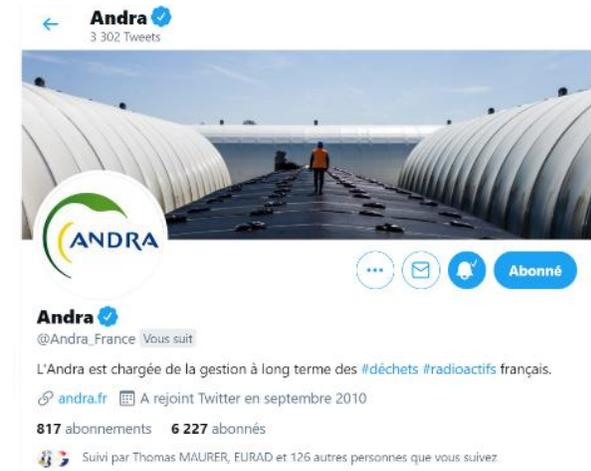 Andra
3 302 Tweets
ANDRA
Abonné
Andra
@Andra_France Vous suit
L'Andra est chargée de la gestion à long terme des #déchets #radioactifs français.
andra.fr A rejoint Twitter en septembre 2010
817 abonnements 6 227 abonnés
Suivi par Thomas MAURER, EURAD et 126 autres personnes que vous suivez